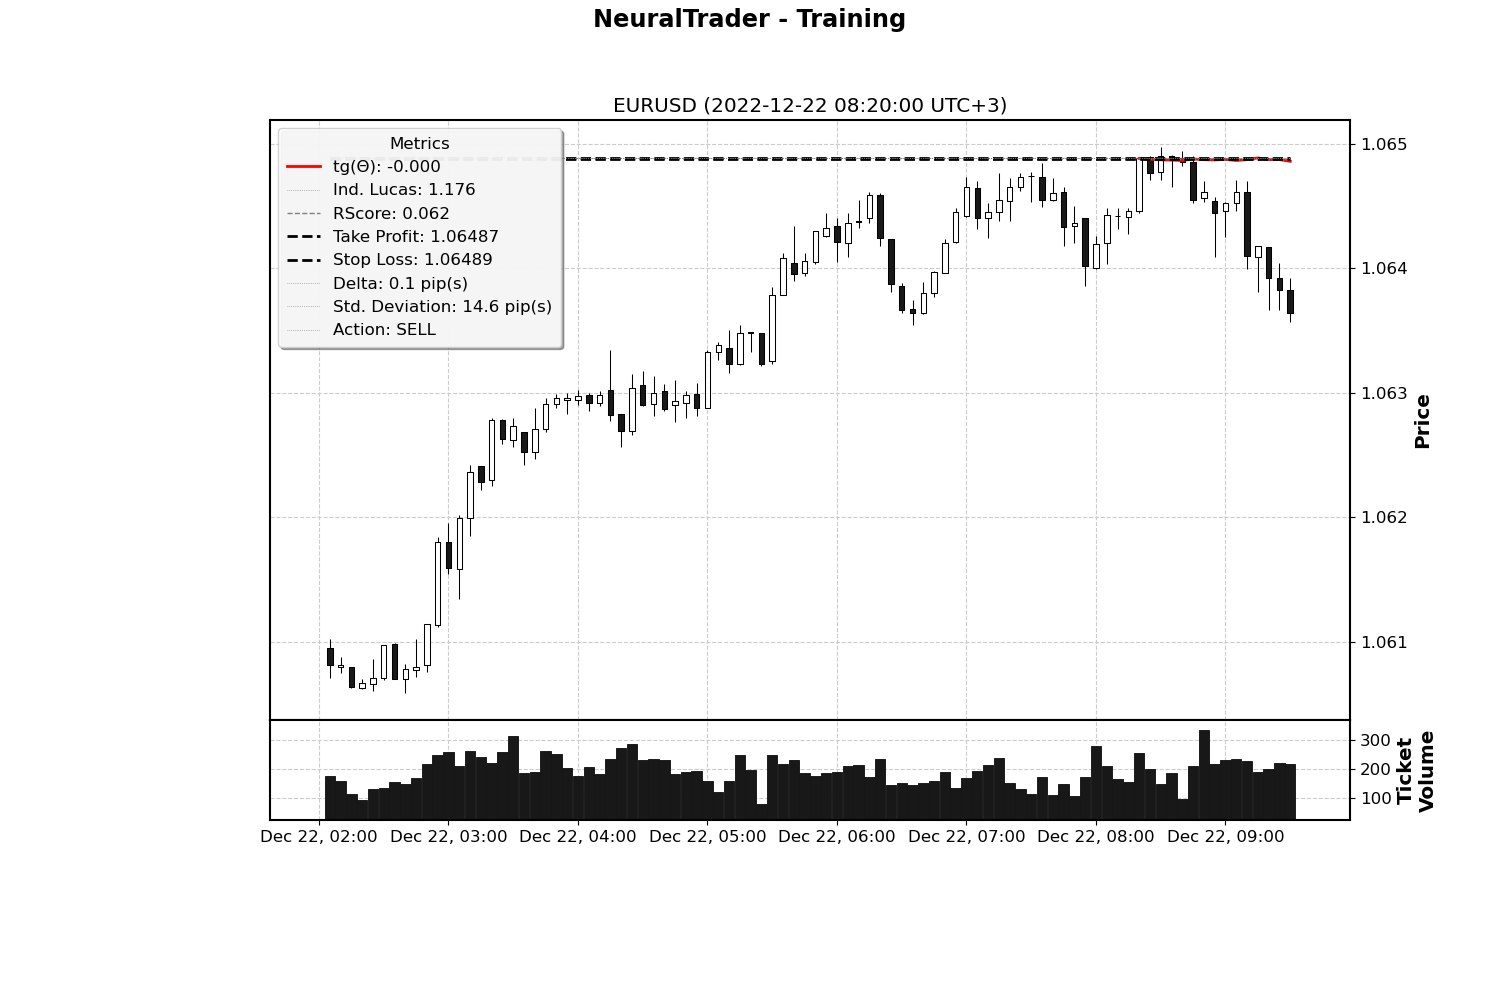 NeuralTrader - Training
EURUSD (2022-12-22 08:20:00 UTC+3)
Metrics
tg(Θ): -0.000
Ind. Lucas: 1.176
RScore: 0.062
Take Profit: 1.06487
Stop Loss: 1.06489
Delta: 0.1 pip(s)
Std. Deviation: 14.6 pip(s)
Action: SELL
1.065
1.064
1.063
1.062
1.061
Price
300
200
100
Ticket
Volume
Dec 22, 02:00 Dec 22, 03:00 Dec 22, 04:00 Dec 22, 05:00 Dec 22, 06:00 Dec 22, 07:00 Dec 22, 08:00 Dec 22, 09:00